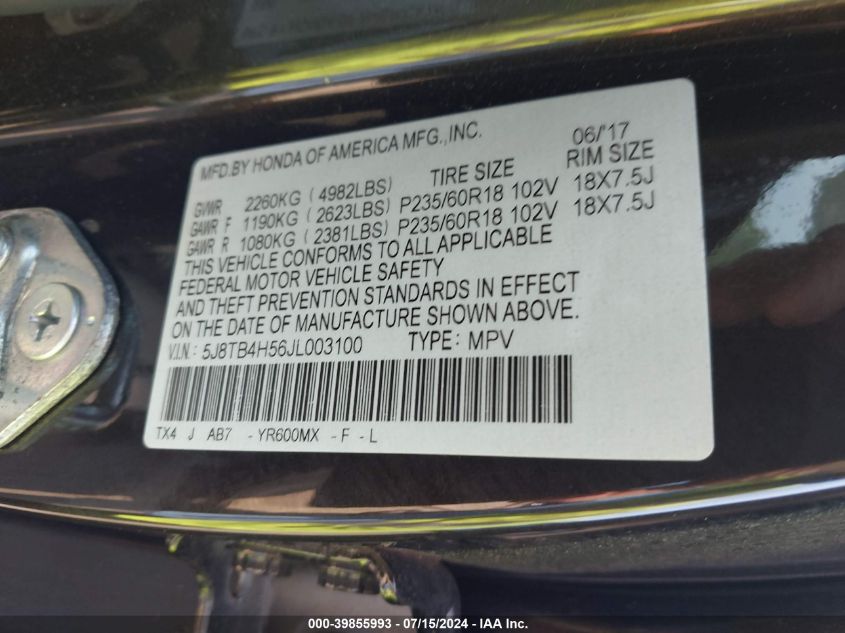 MFD.BY HONDA OF AMERICA MFG.,INC. 06/'17
TIRE SIZE RIM SIZE
GVWR 2260KG (4982LBS)
GAWR F 1190KG (2623LBS) P235/60R18 102V 18X7.5J
GAWR R 1080KG (2381LBS) P235/60R18 102V 18X7.5J
THIS VEHICLE CONFORMS TO ALL APPLICABLE
FEDERAL MOTOR VEHICLE SAFETY
AND THEFT PREVENTION STANDARDS IN EFFECT
ON THE DATE OF MANUFACTURE SHOWN ABOVE.
V.I.N.: 5J8TB4H56JL003100 TYPE: MPV
TX4 J AB7 -YR600MX -F-L
000-39855993 - 07/15/2024 - IAA Inc.